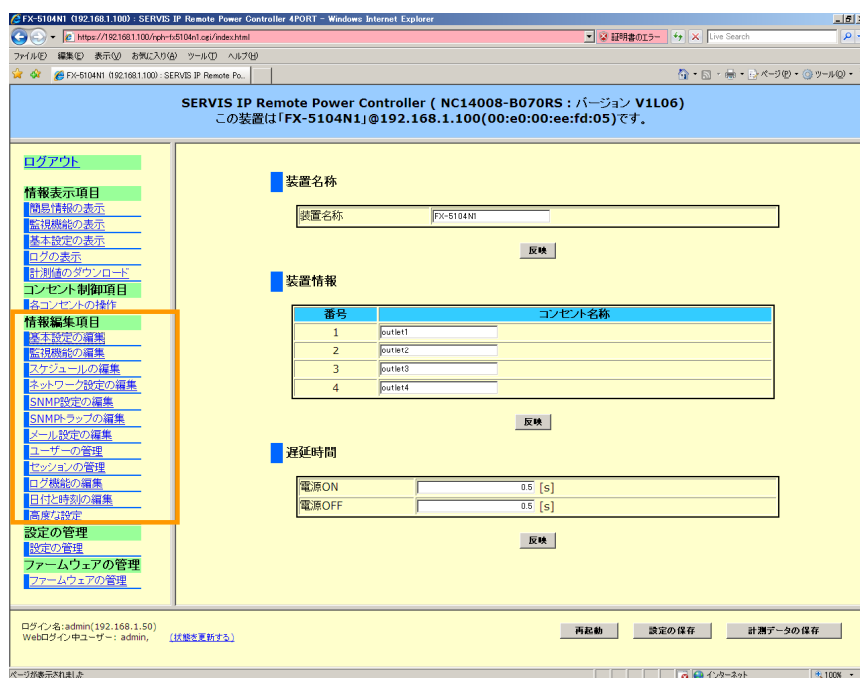 FX-5104N1 (192.168.1.100) : SERVIS IP Remote Power Controller 4PORT - Windows Internet Explorer
https://192.168.1.100/nph-fx5104n1.cgi/index.html
証明書のエラー
Live Search
ファイル(F) 編集(E) 表示(V) お気に入り(A) ツール(T) ヘルプ(H)
FX-5104N1 (192.168.1.100) : SERVIS IP Remote Po...
ページ(P) ツール(O)
SERVIS IP Remote Power Controller ( NC14008-B070RS : バージョン V1L06)
この装置は「FX-5104N1」@192.168.1.100(00:e0:00:ee:fd:05)です。
ログアウト
情報表示項目
簡易情報の表示
監視機能の表示
基本設定の表示
ログの表示
計測値のダウンロード
コンセント制御項目
各コンセントの操作
情報編集項目
基本設定の編集
監視機能の編集
スケジュールの編集
ネットワーク設定の編集
SNMP設定の編集
SNMPトラップの編集
メール設定の編集
ユーザーの管理
セッションの管理
ログ機能の編集
日付と時刻の編集
高度な設定
設定の管理
設定の管理
ファームウェアの管理
ファームウェアの管理
装置名称
装置名称 FX-5104N1
反映
装置情報
番号 コンセント名称
1 outlet1
2 outlet2
3 outlet3
4 outlet4
反映
遅延時間
電源ON 0.5 [s]
電源OFF 0.5 [s]
反映
ログイン名:admin(192.168.1.50)
Webログイン中ユーザー: admin, (状態を更新する)
再起動 設定の保存 計測データの保存
ページが表示されました
インターネット 100%